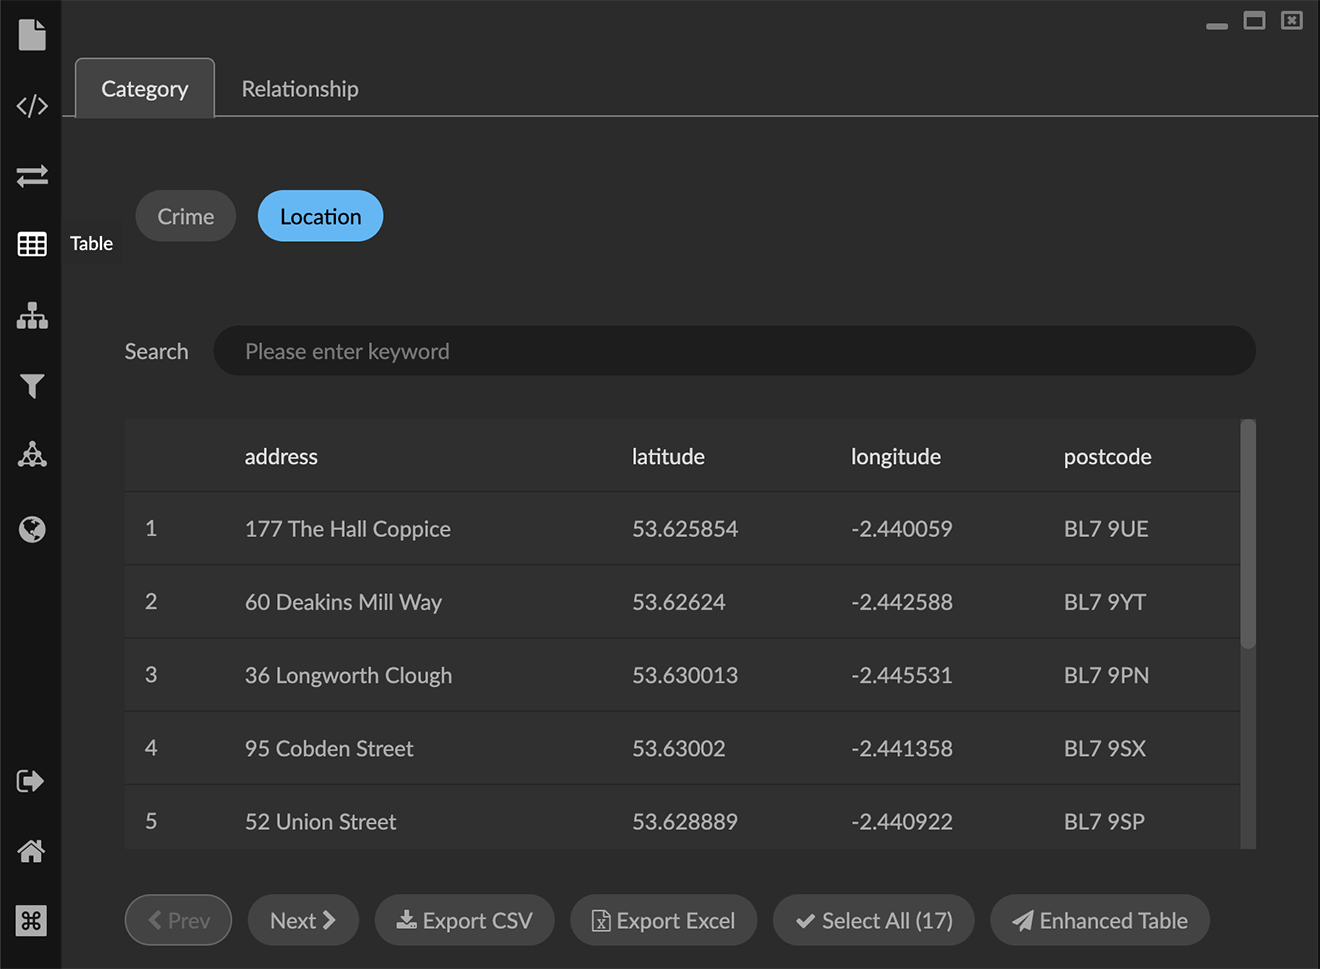 Category Relationship
Crime Location
Table
Search Please enter keyword
address latitude longitude postcode
1 177 The Hall Coppice 53.625854 -2.440059 BL7 9UE
2 60 Deakins Mill Way 53.62624 -2.442588 BL7 9YT
3 36 Longworth Clough 53.630013 -2.445531 BL7 9PN
4 95 Cobden Street 53.63002 -2.441358 BL7 9SX
5 52 Union Street 53.628889 -2.440922 BL7 9SP
Prev Next Export CSV Export Excel Select All (17) Enhanced Table